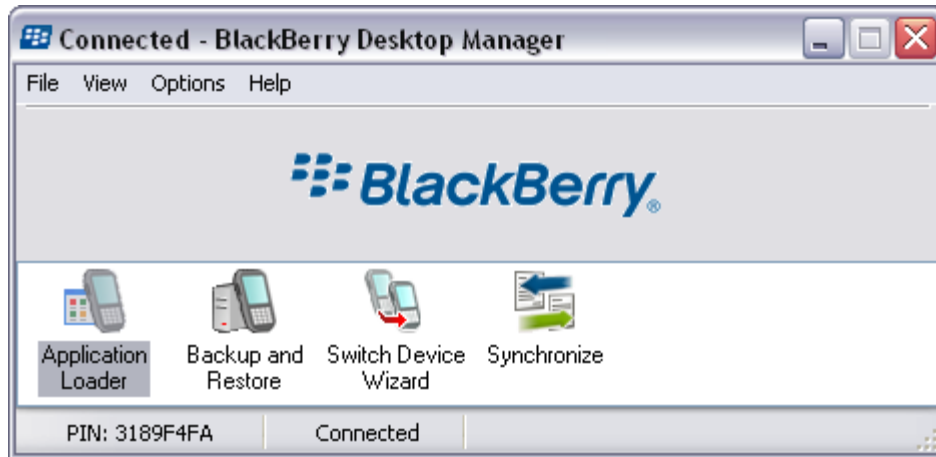 Connected - BlackBerry Desktop Manager
File View Options Help
BlackBerry®
Application Loader
Backup and Restore
Switch Device Wizard
Synchronize
PIN: 3189F4FA Connected